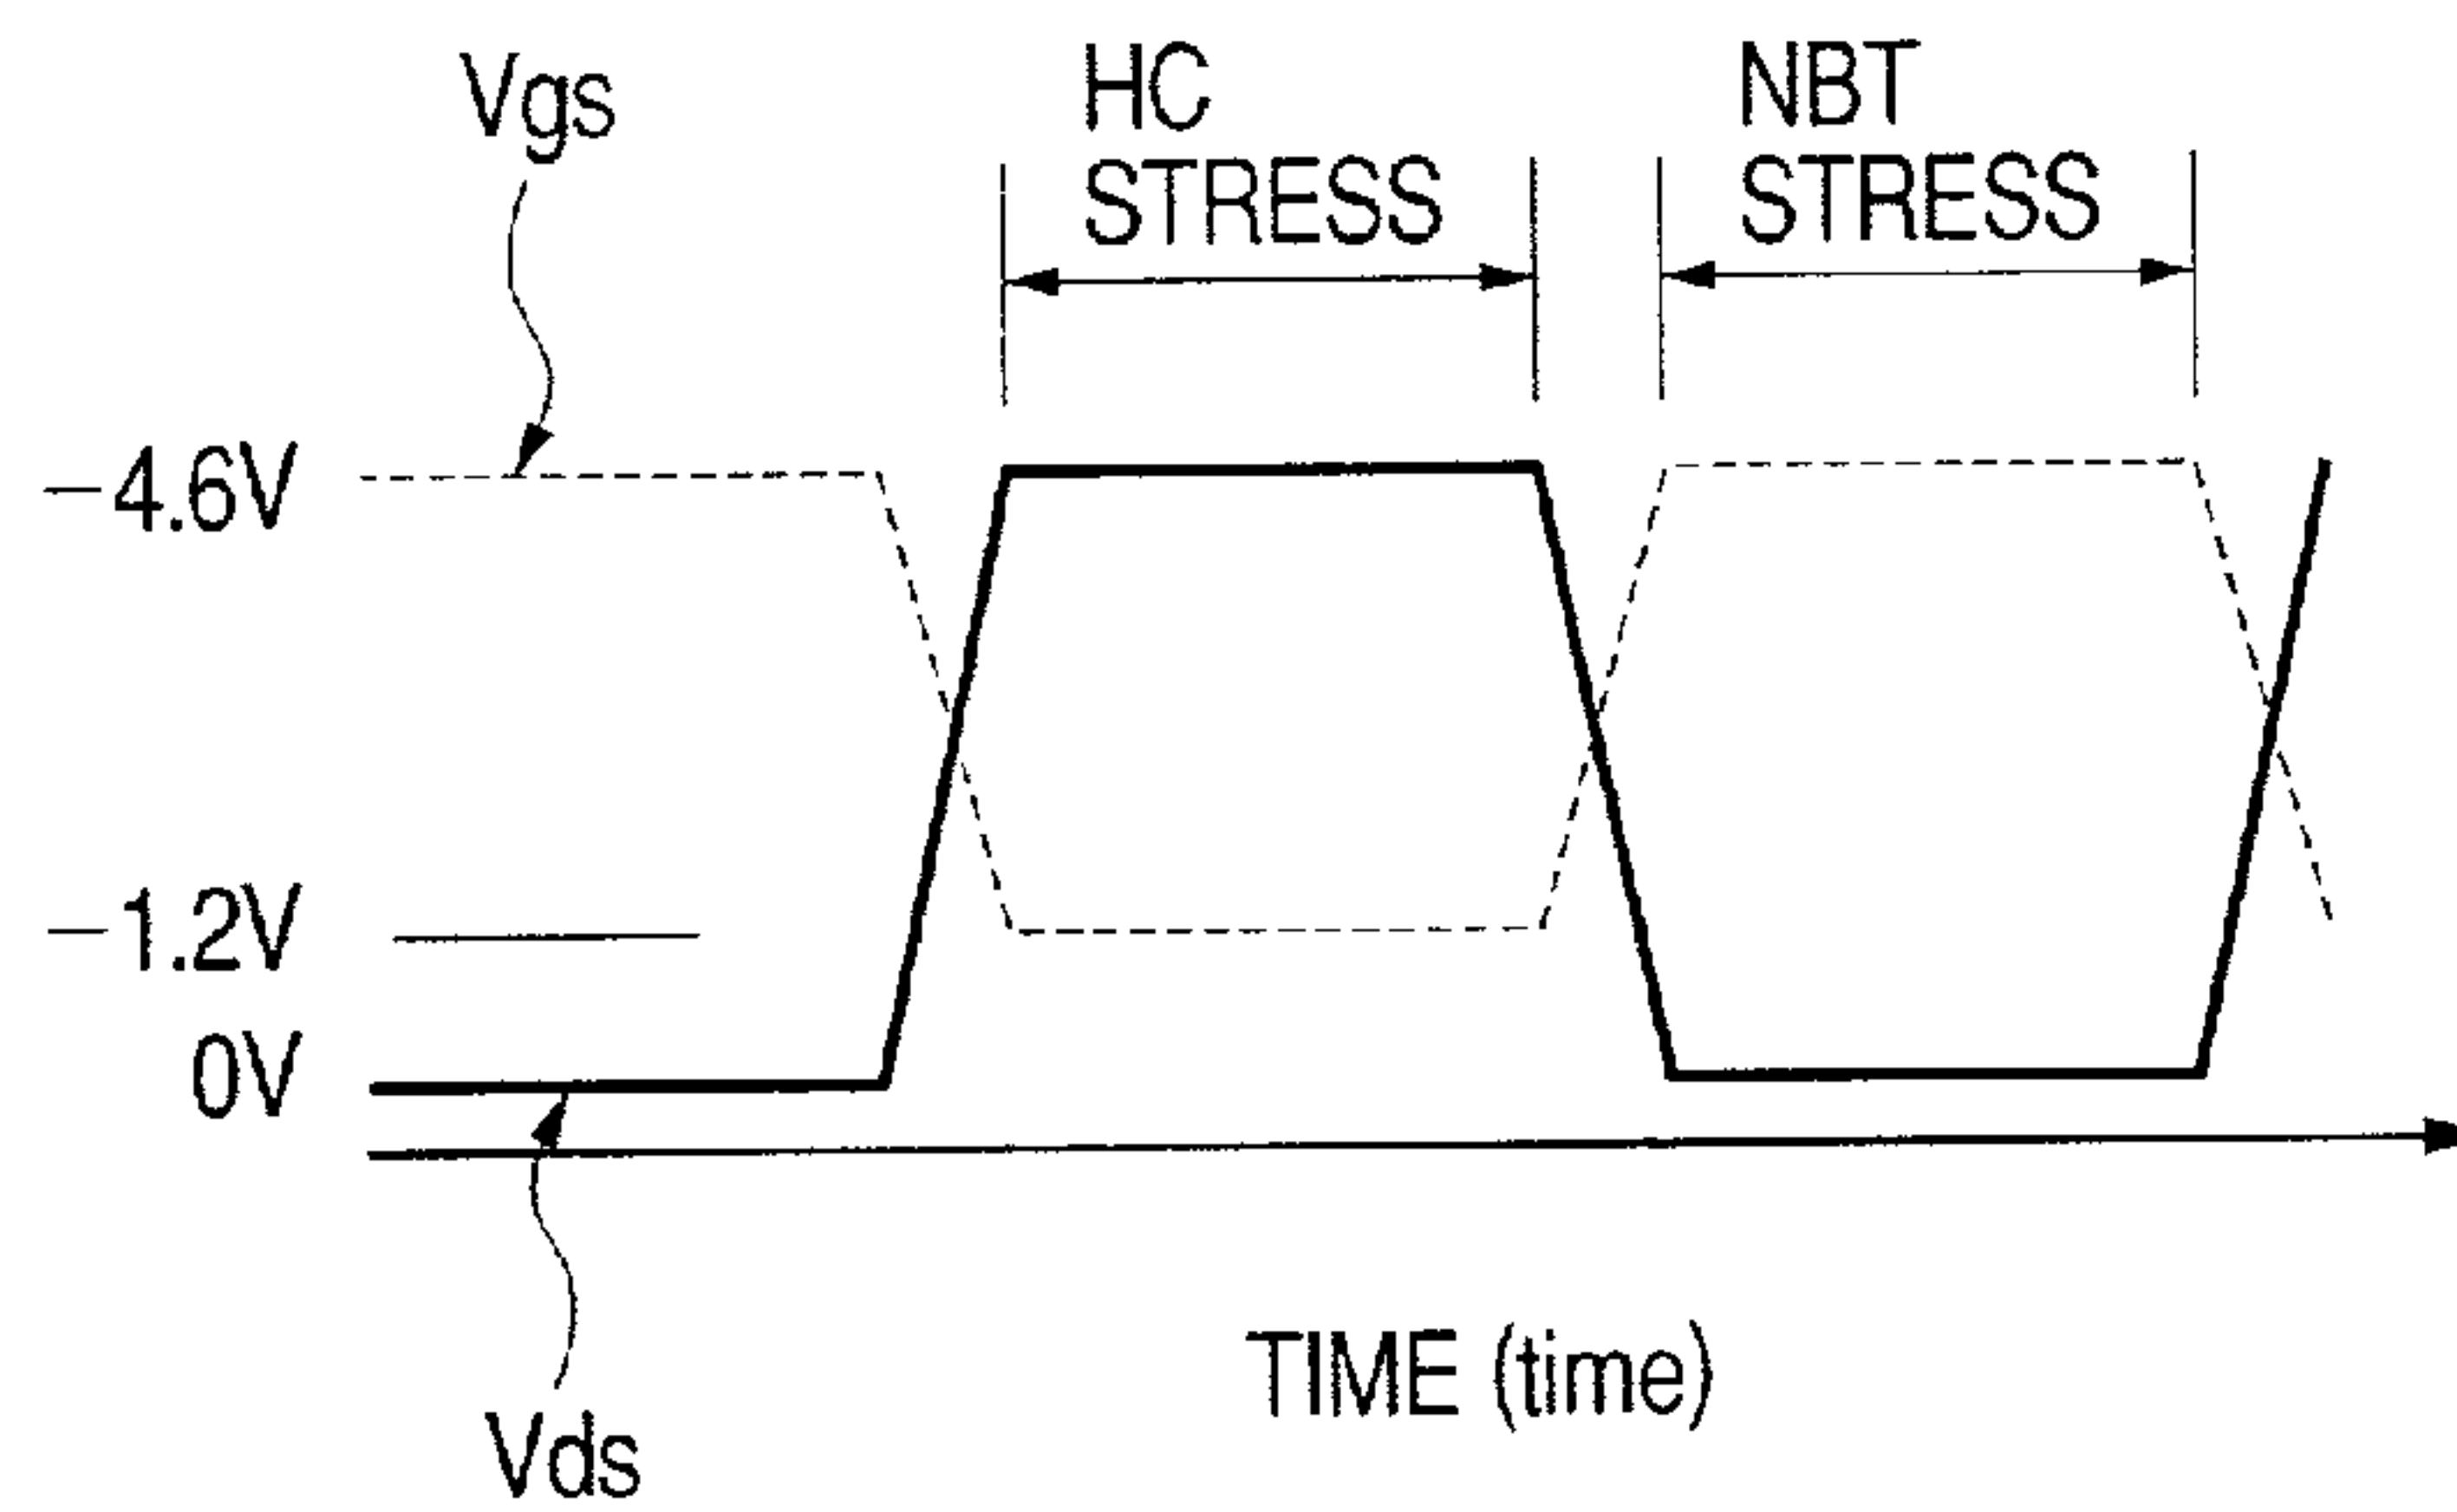 Vgs
HC
STRESS
NBT
STRESS
−4.6V
−1.2V
0V
TIME (time)
Vds